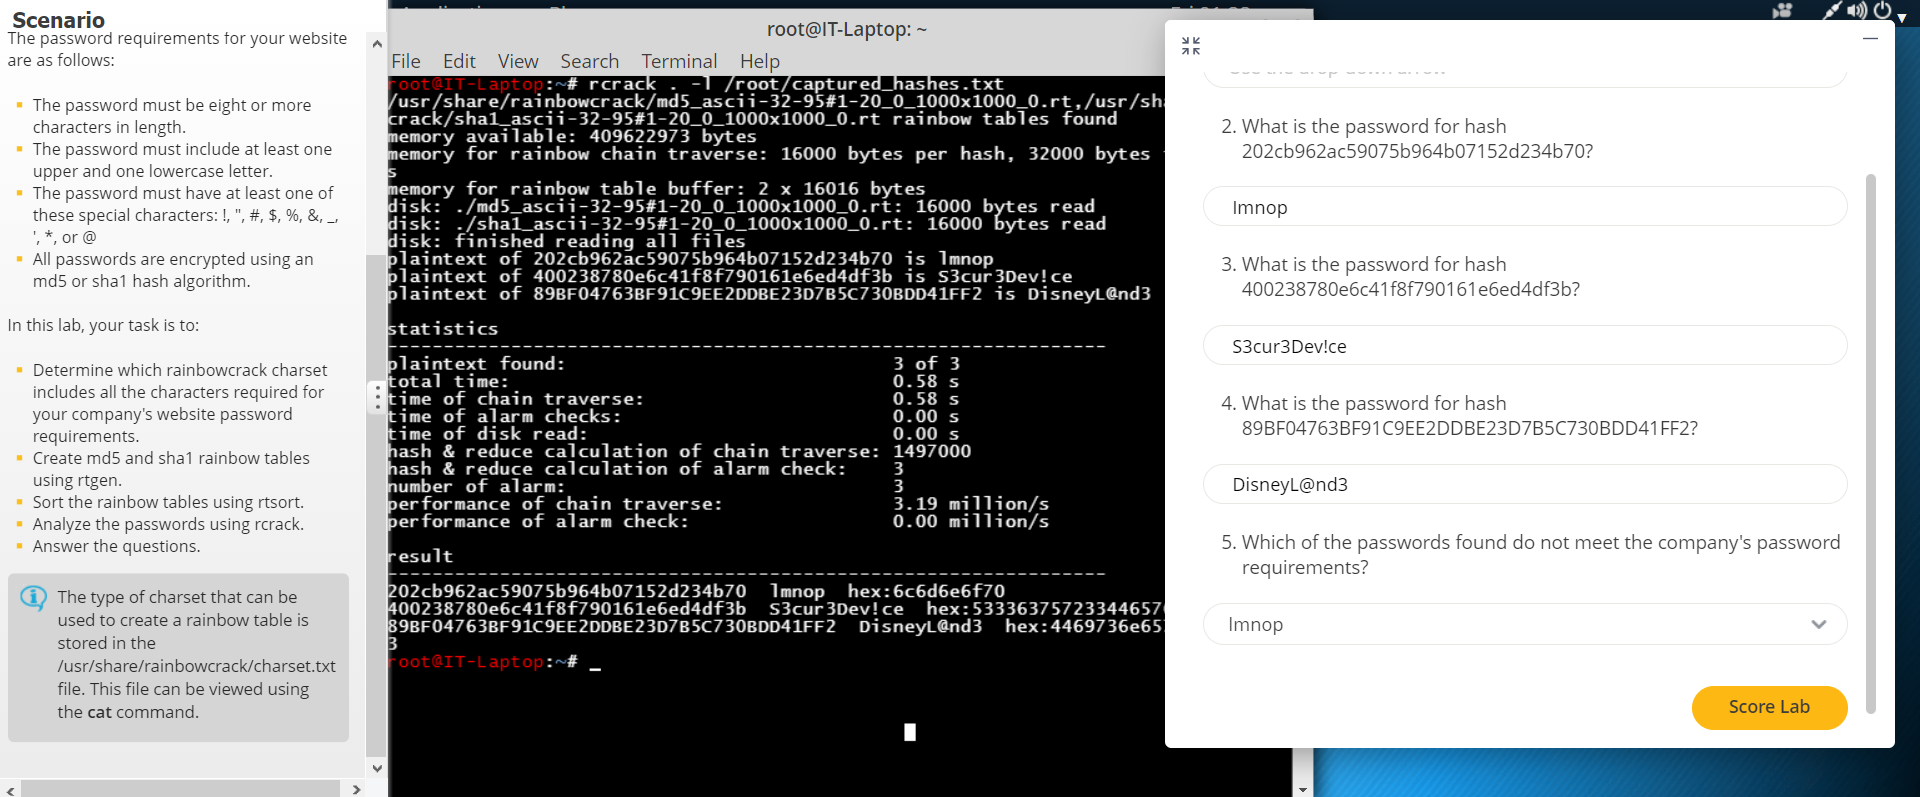 Scenario
The password requirements for your website
are as follows:
The password must be eight or more
characters in length.
The password must include at least one
upper and one lowercase letter.
The password must have at least one of
these special characters: !, ", #, $, %, &, _,
', *, or @
All passwords are encrypted using an
md5 or sha1 hash algorithm.
In this lab, your task is to:
Determine which rainbowcrack charset
includes all the characters required for
your company's website password
requirements.
Create md5 and sha1 rainbow tables
using rtgen.
Sort the rainbow tables using rtsort.
Analyze the passwords using rcrack.
Answer the questions.
The type of charset that can be
used to create a rainbow table is
stored in the
/usr/share/rainbowcrack/charset.txt
file. This file can be viewed using
the cat command.
root@IT-Laptop: ~
File Edit View Search Terminal Help
root@IT-Laptop:~# rcrack . -l /root/captured_hashes.txt
/usr/share/rainbowcrack/md5_ascii-32-95#1-20_0_1000x1000_0.rt,/usr/sha
crack/sha1_ascii-32-95#1-20_0_1000x1000_0.rt rainbow tables found
memory available: 409622973 bytes
memory for rainbow chain traverse: 16000 bytes per hash, 32000 bytes
s
memory for rainbow table buffer: 2 x 16016 bytes
disk: ./md5_ascii-32-95#1-20_0_1000x1000_0.rt: 16000 bytes read
disk: ./sha1_ascii-32-95#1-20_0_1000x1000_0.rt: 16000 bytes read
disk: finished reading all files
plaintext of 202cb962ac59075b964b07152d234b70 is lmnop
plaintext of 400238780e6c41f8f790161e6ed4df3b is S3cur3Dev!ce
plaintext of 89BF04763BF91C9EE2DDBE23D7B5C730BDD41FF2 is DisneyL@nd3
statistics
----------------------------------------------------------------
plaintext found: 3 of 3
total time: 0.58 s
time of chain traverse: 0.58 s
time of alarm checks: 0.00 s
time of disk read: 0.00 s
hash & reduce calculation of chain traverse: 1497000
hash & reduce calculation of alarm check: 3
number of alarm: 3
performance of chain traverse: 3.19 million/s
performance of alarm check: 0.00 million/s
result
----------------------------------------------------------------
202cb962ac59075b964b07152d234b70 lmnop hex:6c6d6e6f70
400238780e6c41f8f790161e6ed4df3b S3cur3Dev!ce hex:533363757233446570
89BF04763BF91C9EE2DDBE23D7B5C730BDD41FF2 DisneyL@nd3 hex:4469736e65
3
root@IT-Laptop:~# _
2. What is the password for hash
202cb962ac59075b964b07152d234b70?
lmnop
3. What is the password for hash
400238780e6c41f8f790161e6ed4df3b?
S3cur3Dev!ce
4. What is the password for hash
89BF04763BF91C9EE2DDBE23D7B5C730BDD41FF2?
DisneyL@nd3
5. Which of the passwords found do not meet the company's password
requirements?
lmnop
Score Lab